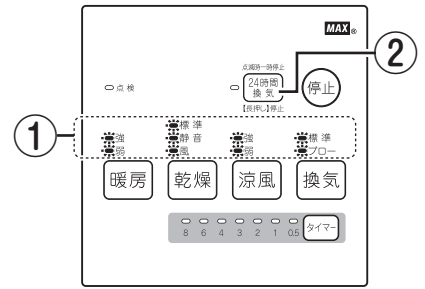 MAX®
②
点滅時一時停止
点検
24時間
換気
停止
【長押し】停止
①
標準
強 静音 強 標準
弱 風 弱 ブロー
暖房 乾燥 涼風 換気
8 6 4 3 2 1 0.5 タイマー